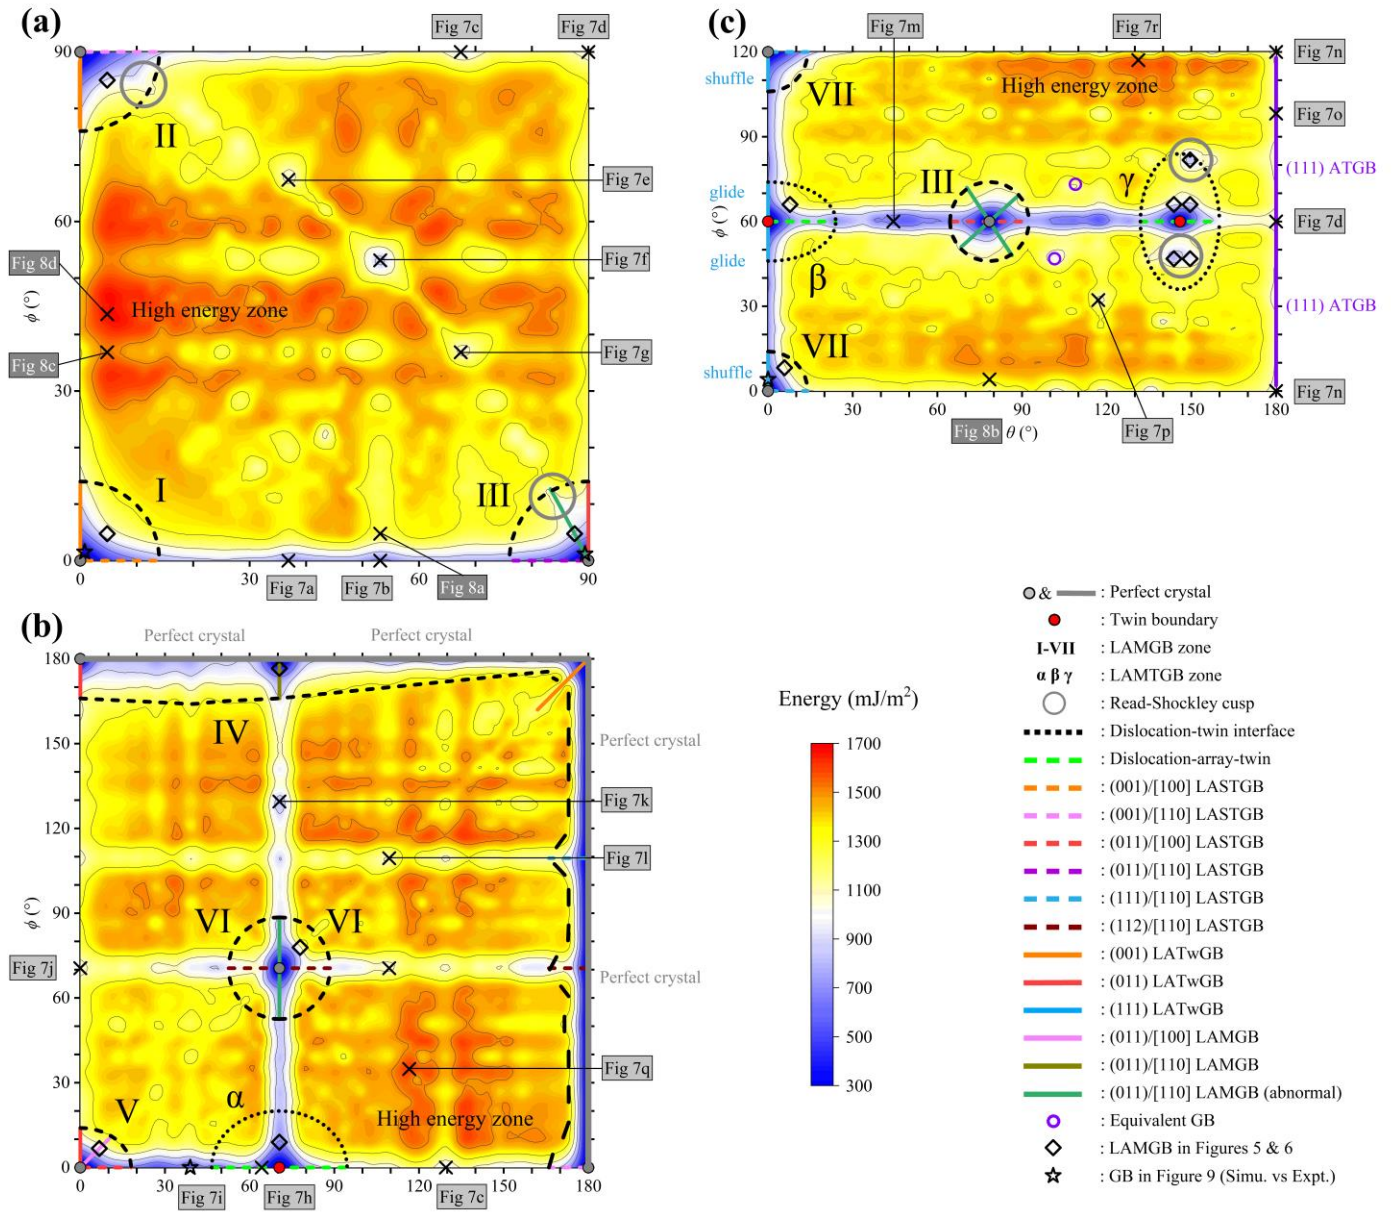 (a)
Fig 7c
Fig 7d
90
II
Fig 7e
60
Fig 8d
Fig 7f
ϕ (°)
High energy zone
Fig 7g
Fig 8c
30
I
III
0
0
30
60
90
Fig 7a
Fig 7b
Fig 8a
(b)
Perfect crystal
Perfect crystal
180
IV
150
Perfect crystal
Fig 7k
120
Fig 7l
ϕ (°)
90
VI
VI
Fig 7j
Perfect crystal
60
Fig 7q
30
V
α
High energy zone
0
0
30
60
90
120
150
180
Fig 7i
Fig 7h
Fig 7c
(c)
Fig 7m
Fig 7r
120
Fig 7n
shuffle
VII
High energy zone
Fig 7o
90
glide
III
γ
(111) ATGB
ϕ (°)
60
Fig 7d
glide
β
(111) ATGB
30
VII
shuffle
0
Fig 7n
0
30
60
90
120
150
180
Fig 8b
θ (°)
Fig 7p
Energy (mJ/m²)
1700
1500
1300
1100
900
700
500
300
& : Perfect crystal
: Twin boundary
I-VII : LAMGB zone
α β γ : LAMTGB zone
: Read-Shockley cusp
: Dislocation-twin interface
: Dislocation-array-twin
: (001)/[100] LASTGB
: (001)/[110] LASTGB
: (011)/[100] LASTGB
: (011)/[110] LASTGB
: (111)/[110] LASTGB
: (112)/[110] LASTGB
: (001) LATwGB
: (011) LATwGB
: (111) LATwGB
: (011)/[100] LAMGB
: (011)/[110] LAMGB
: (011)/[110] LAMGB (abnormal)
: Equivalent GB
: LAMGB in Figures 5 & 6
: GB in Figure 9 (Simu. vs Expt.)